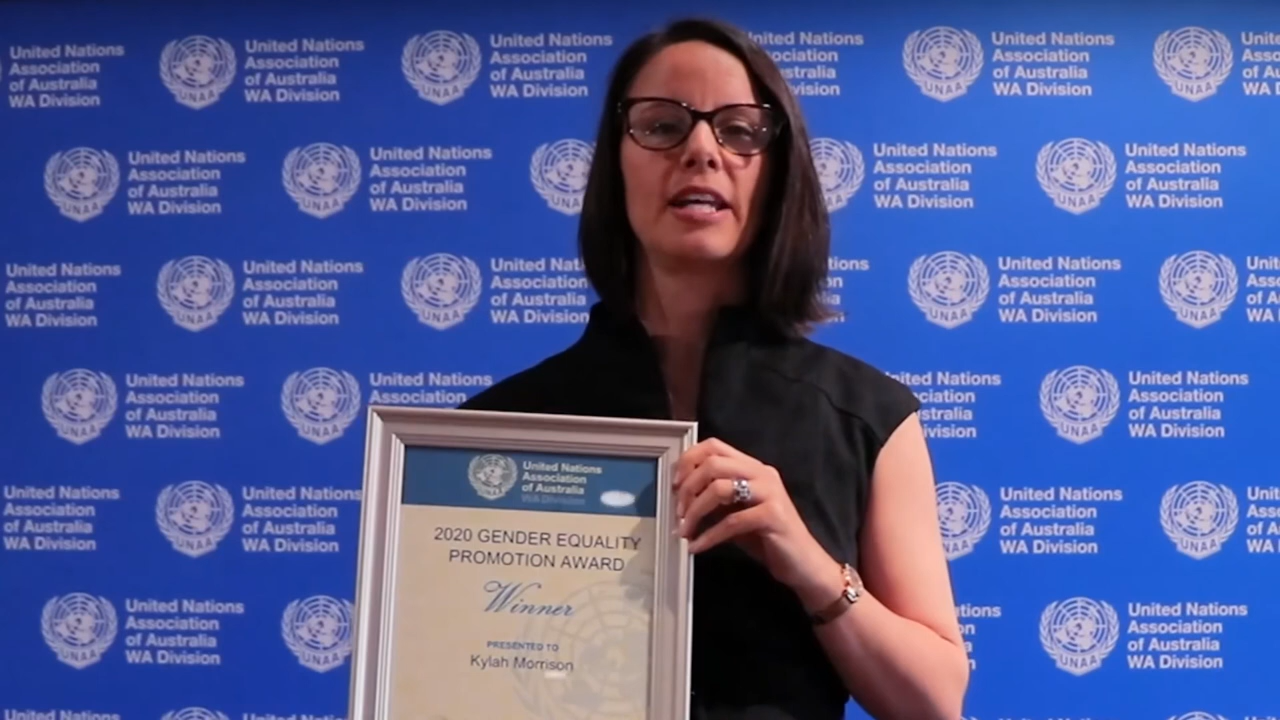 United Nations
Association
of Australia
WA Division
UNAA
United Nations
Association
of Australia
WA Division
2020 GENDER EQUALITY
PROMOTION AWARD
Winner
PRESENTED TO
Kylah Morrison